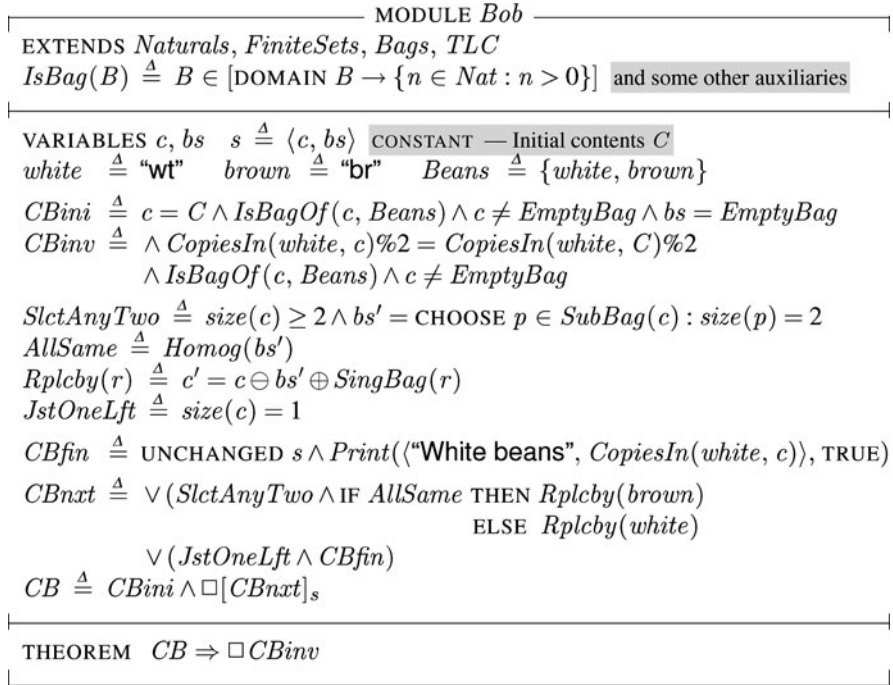 MODULE Bob
EXTENDS Naturals, FiniteSets, Bags, TLC
IsBag(B) ≜ B ∈ [DOMAIN B → {n ∈ Nat : n > 0}] and some other auxiliaries
VARIABLES c, bs s ≜ ⟨c, bs⟩ CONSTANT — Initial contents C
white ≜ “wt” brown ≜ “br” Beans ≜ {white, brown}
CBini ≜ c = C ∧ IsBagOf(c, Beans) ∧ c ≠ EmptyBag ∧ bs = EmptyBag
CBinv ≜ ∧ CopiesIn(white, c)%2 = CopiesIn(white, C)%2
∧ IsBagOf(c, Beans) ∧ c ≠ EmptyBag
SlctAnyTwo ≜ size(c) ≥ 2 ∧ bs′ = CHOOSE p ∈ SubBag(c) : size(p) = 2
AllSame ≜ Homog(bs′)
Rplcby(r) ≜ c′ = c ⊖ bs′ ⊕ SingBag(r)
JstOneLft ≜ size(c) = 1
CBfin ≜ UNCHANGED s ∧ Print(⟨“White beans”, CopiesIn(white, c)⟩, TRUE)
CBnxt ≜ ∨ (SlctAnyTwo ∧ IF AllSame THEN Rplcby(brown)
ELSE Rplcby(white)
∨ (JstOneLft ∧ CBfin)
CB ≜ CBini ∧ □[CBnxt]ₛ
THEOREM CB ⇒ □CBinv